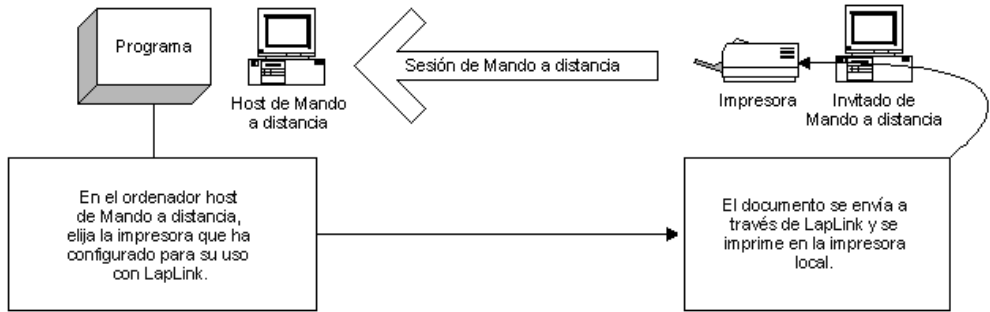 Programa
Host de Mando
a distancia
Sesión de Mando a distancia
Impresora
Invitado de
Mando a distancia
En el ordenador host
de Mando a distancia,
elija la impresora que ha
configurado para su uso
con LapLink.
El documento se envía a
través de LapLink y se
imprime en la impresora
local.